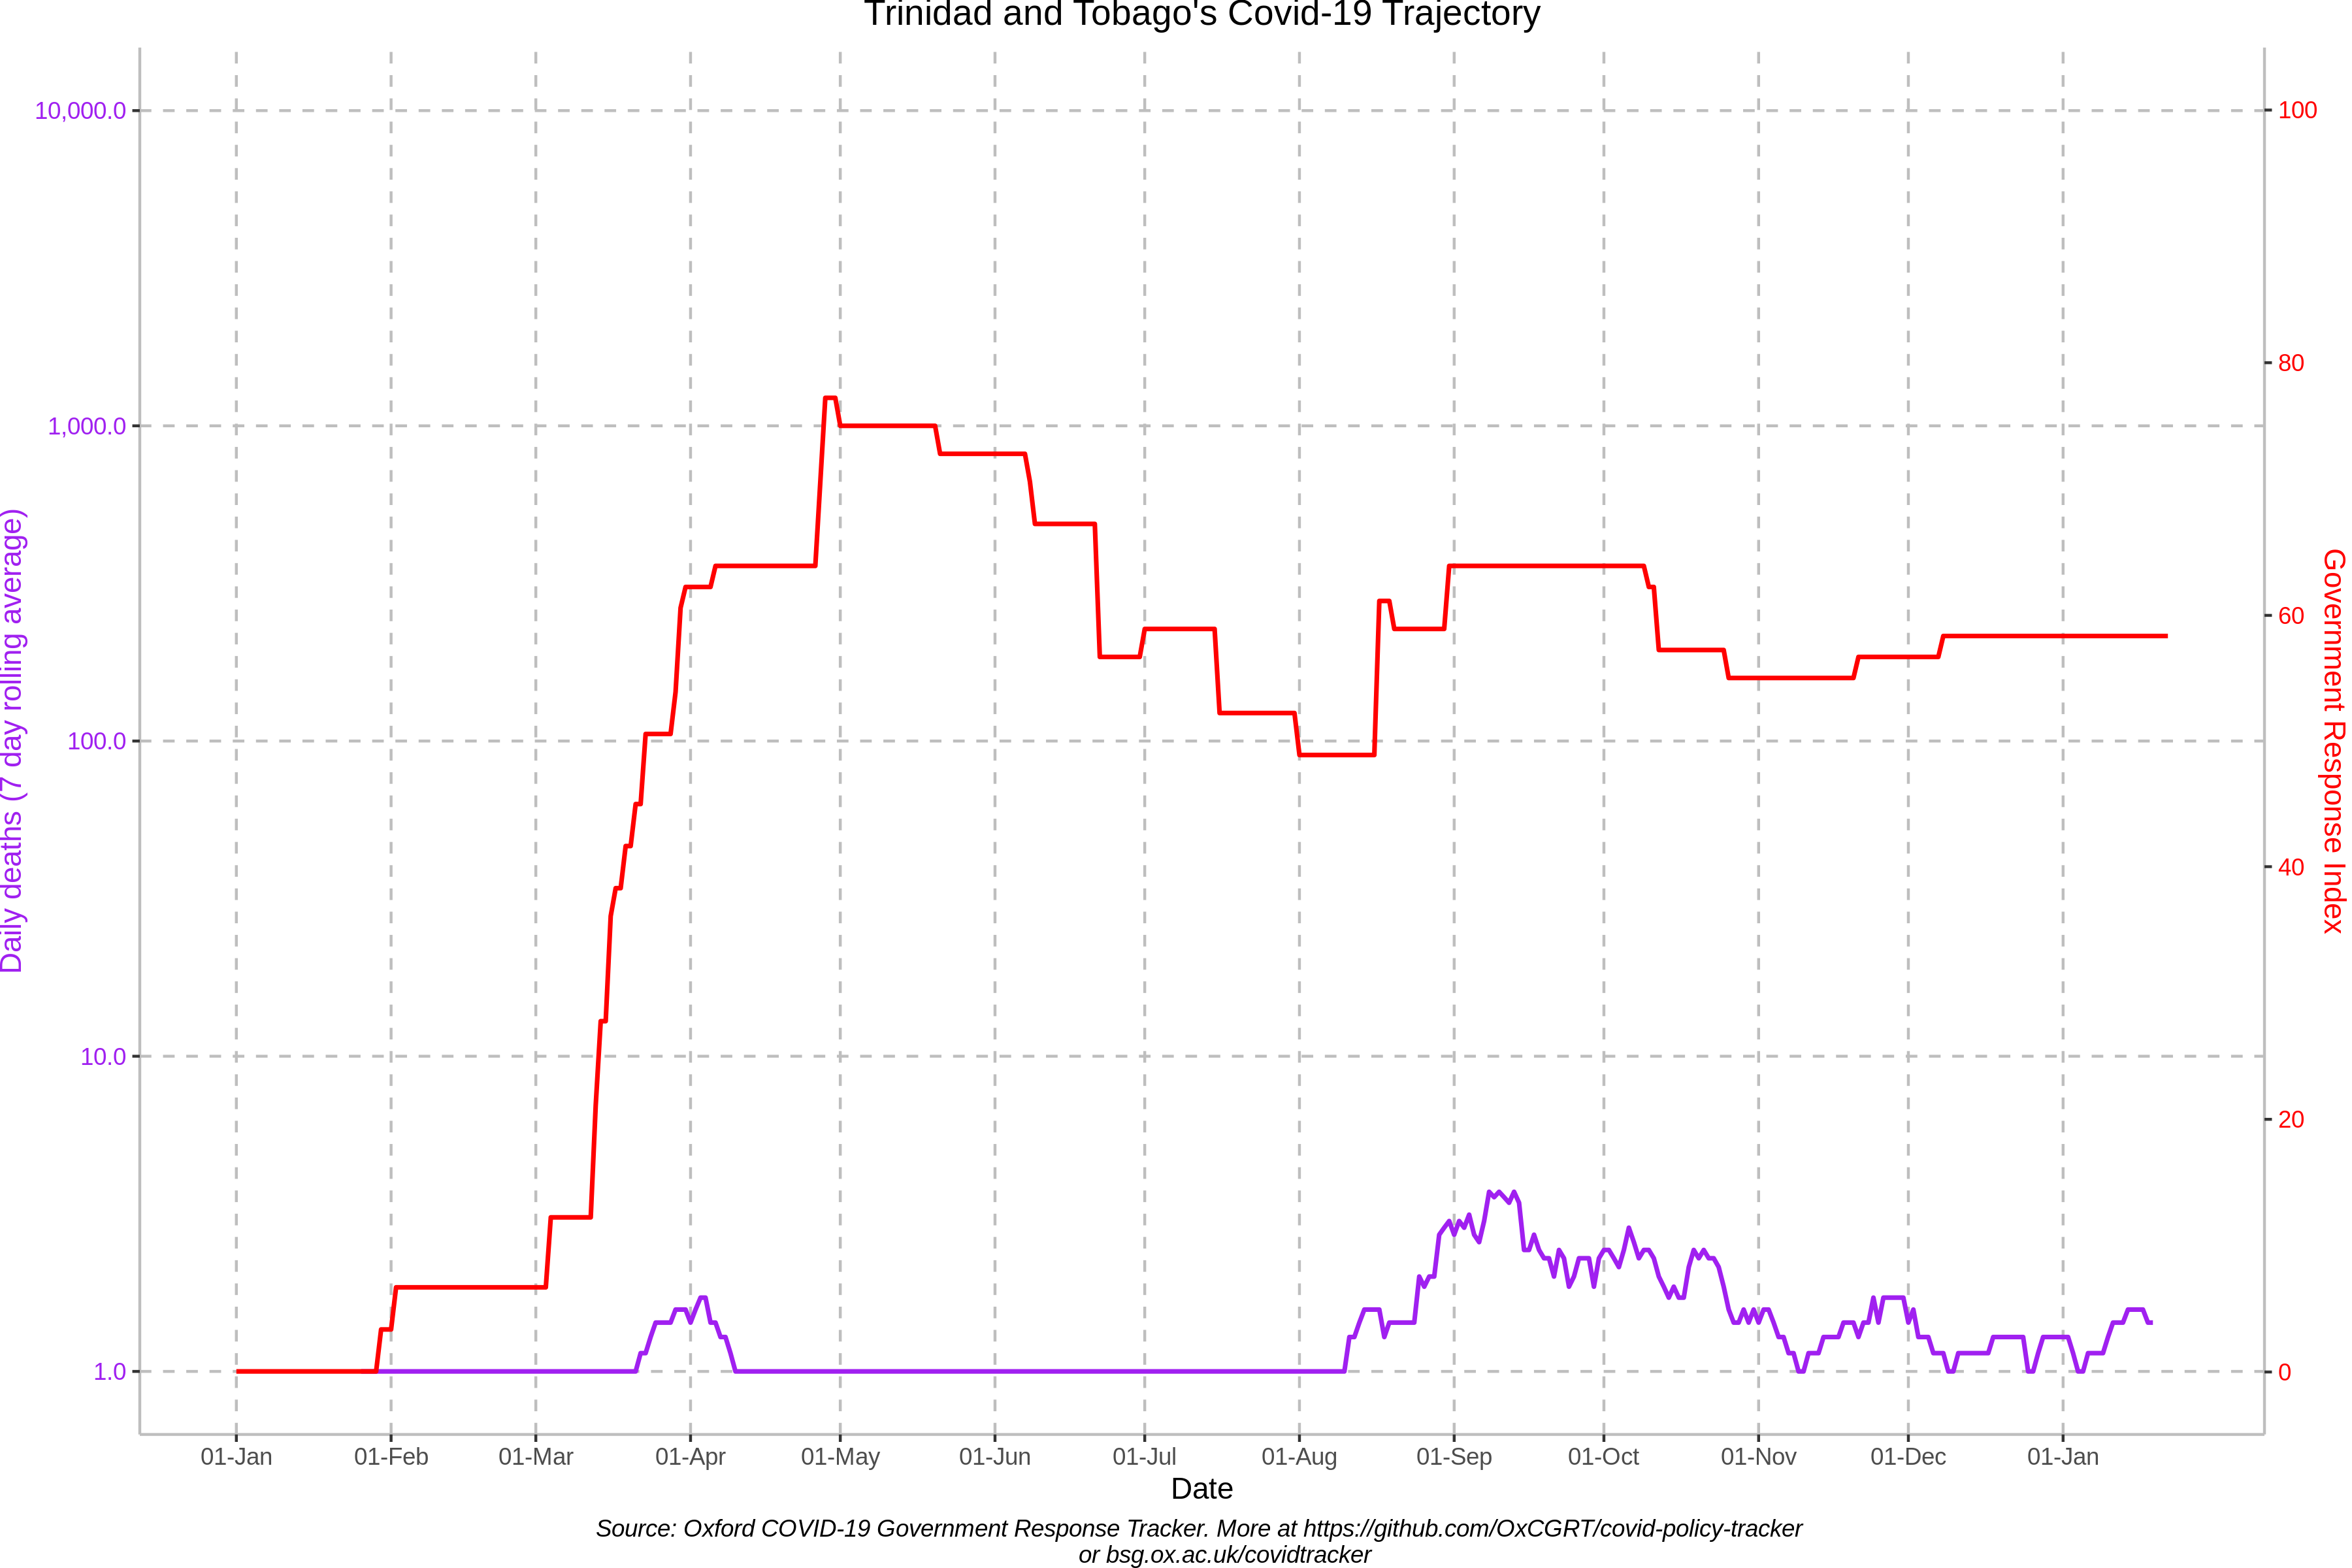 Trinidad and Tobago's Covid-19 Trajectory
10,000.0
1,000.0
100.0
10.0
1.0
Daily deaths (7 day rolling average)
100
80
60
40
20
0
Government Response Index
01-Jan 01-Feb 01-Mar 01-Apr 01-May 01-Jun 01-Jul 01-Aug 01-Sep 01-Oct 01-Nov 01-Dec 01-Jan
Date
Source: Oxford COVID-19 Government Response Tracker. More at https://github.com/OxCGRT/covid-policy-tracker
or bsg.ox.ac.uk/covidtracker